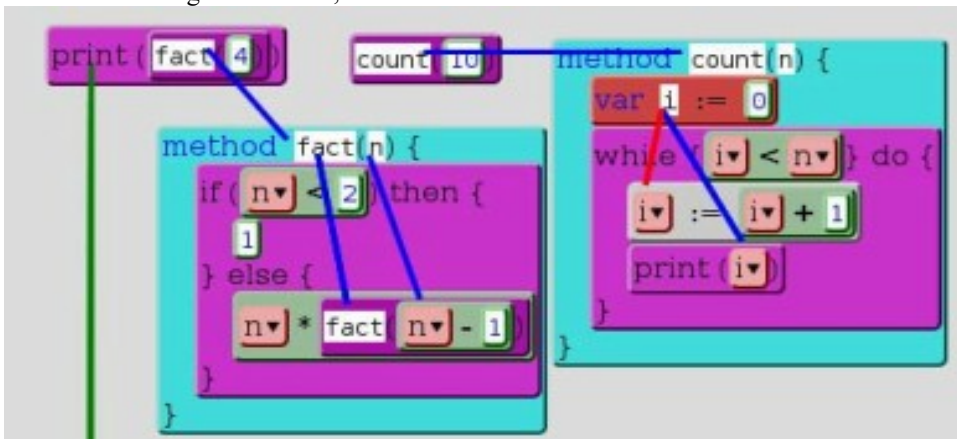 print ( fact( 4 ))
count( 10 )
method fact(n) {
if ( n▾ < 2 ) then {
1
} else {
n▾ * fact( n▾ - 1 )
}
}
method count(n) {
var i := 0
while { i▾ < n▾ } do {
i▾ := i▾ + 1
print ( i▾ )
}
}